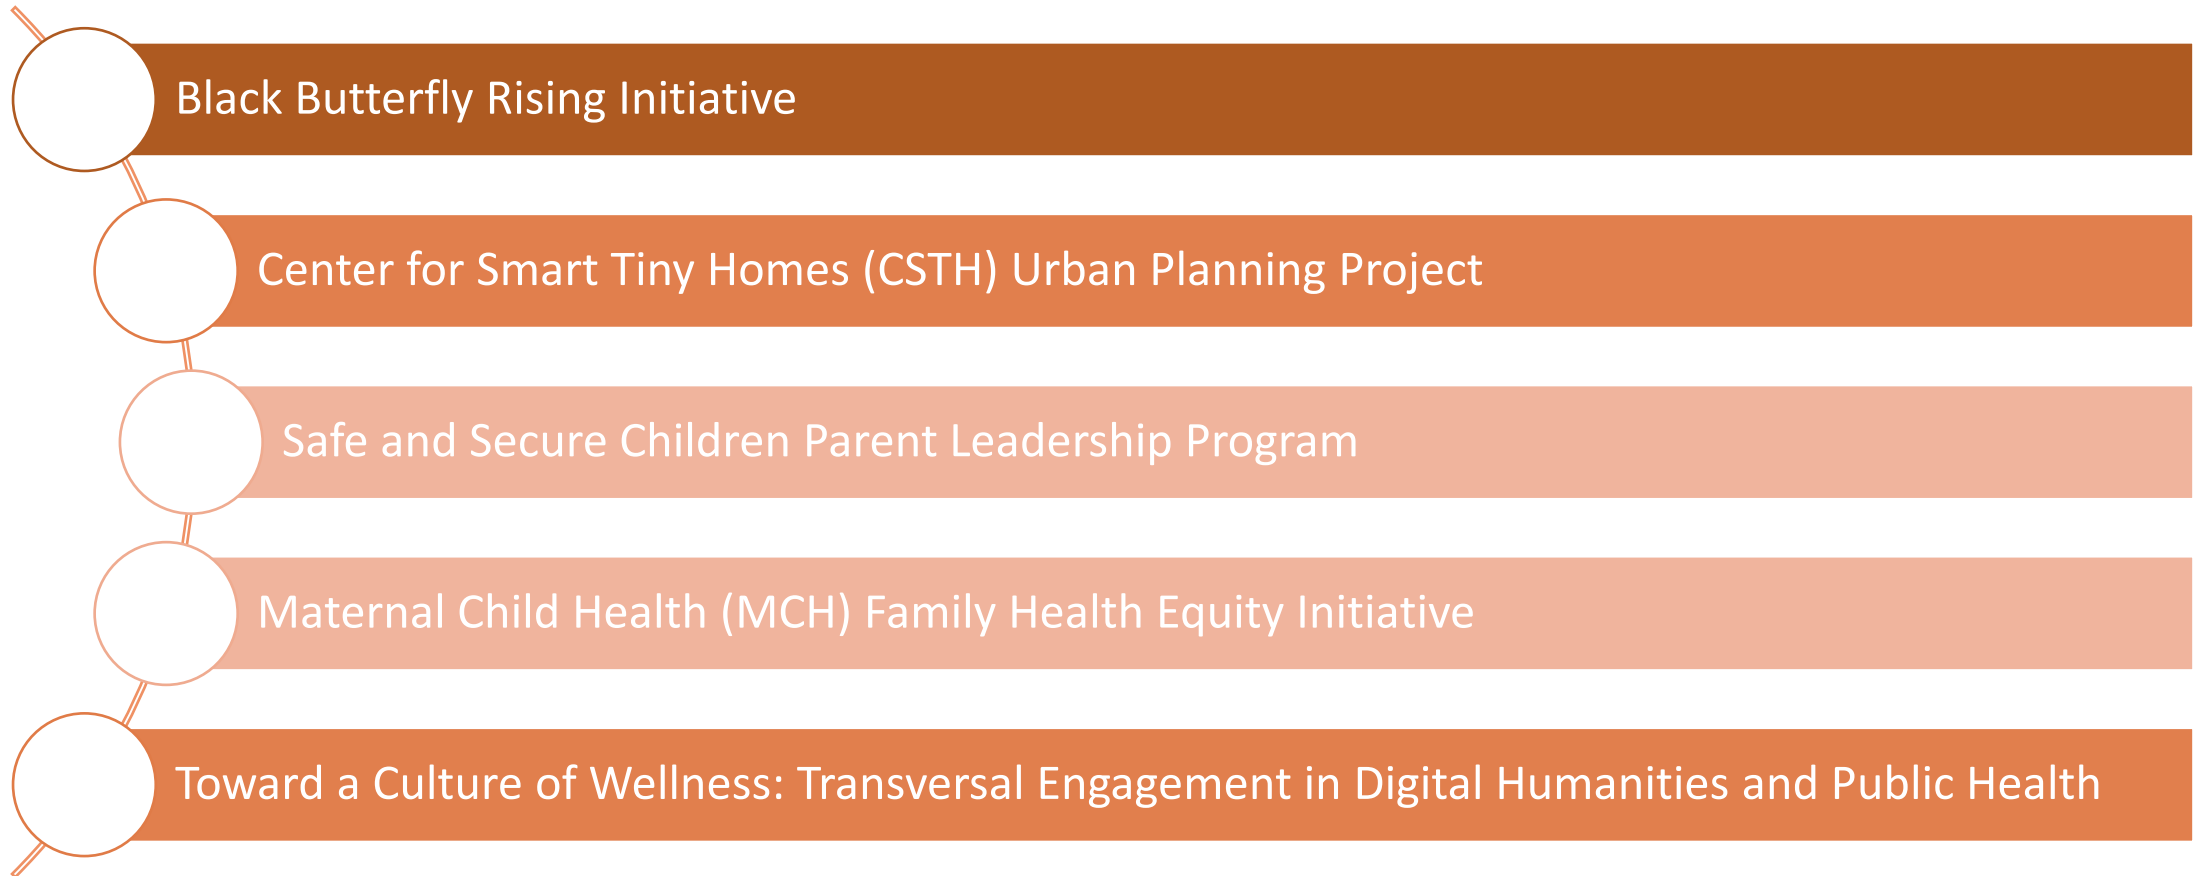 Black Butterfly Rising Initiative
Center for Smart Tiny Homes (CSTH) Urban Planning Project
Safe and Secure Children Parent Leadership Program
Maternal Child Health (MCH) Family Health Equity Initiative
Toward a Culture of Wellness: Transversal Engagement in Digital Humanities and Public Health